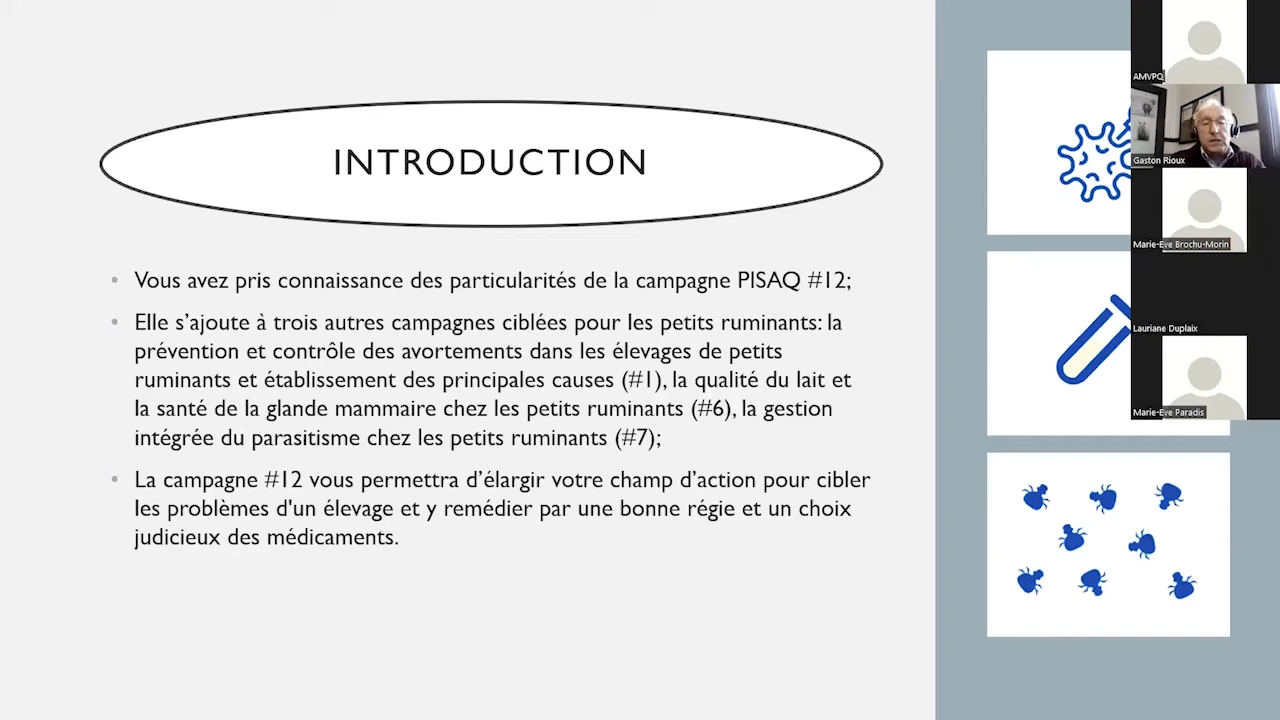 INTRODUCTION
• Vous avez pris connaissance des particularités de la campagne PISAQ #12;
• Elle s’ajoute à trois autres campagnes ciblées pour les petits ruminants: la
prévention et contrôle des avortements dans les élevages de petits
ruminants et établissement des principales causes (#1), la qualité du lait et
la santé de la glande mammaire chez les petits ruminants (#6), la gestion
intégrée du parasitisme chez les petits ruminants (#7);
• La campagne #12 vous permettra d’élargir votre champ d’action pour cibler
les problèmes d'un élevage et y remédier par une bonne régie et un choix
judicieux des médicaments.
AMVPQ
Gaston Rioux
Marie-Eve Brochu-Morin
Lauriane Duplaix
Marie-Eve Paradis